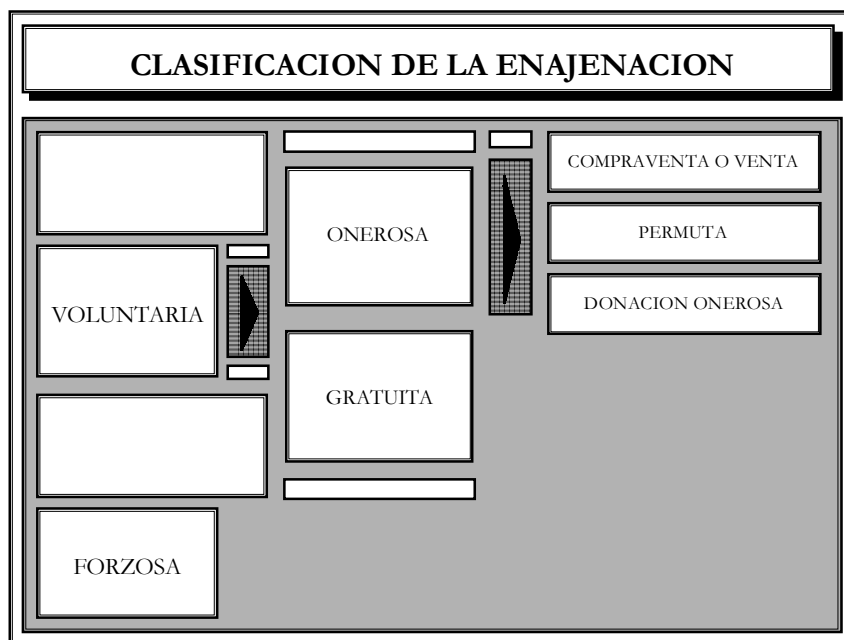 CLASIFICACION DE LA ENAJENACION
VOLUNTARIA
FORZOSA
ONEROSA
GRATUITA
COMPRAVENTA O VENTA
PERMUTA
DONACION ONEROSA